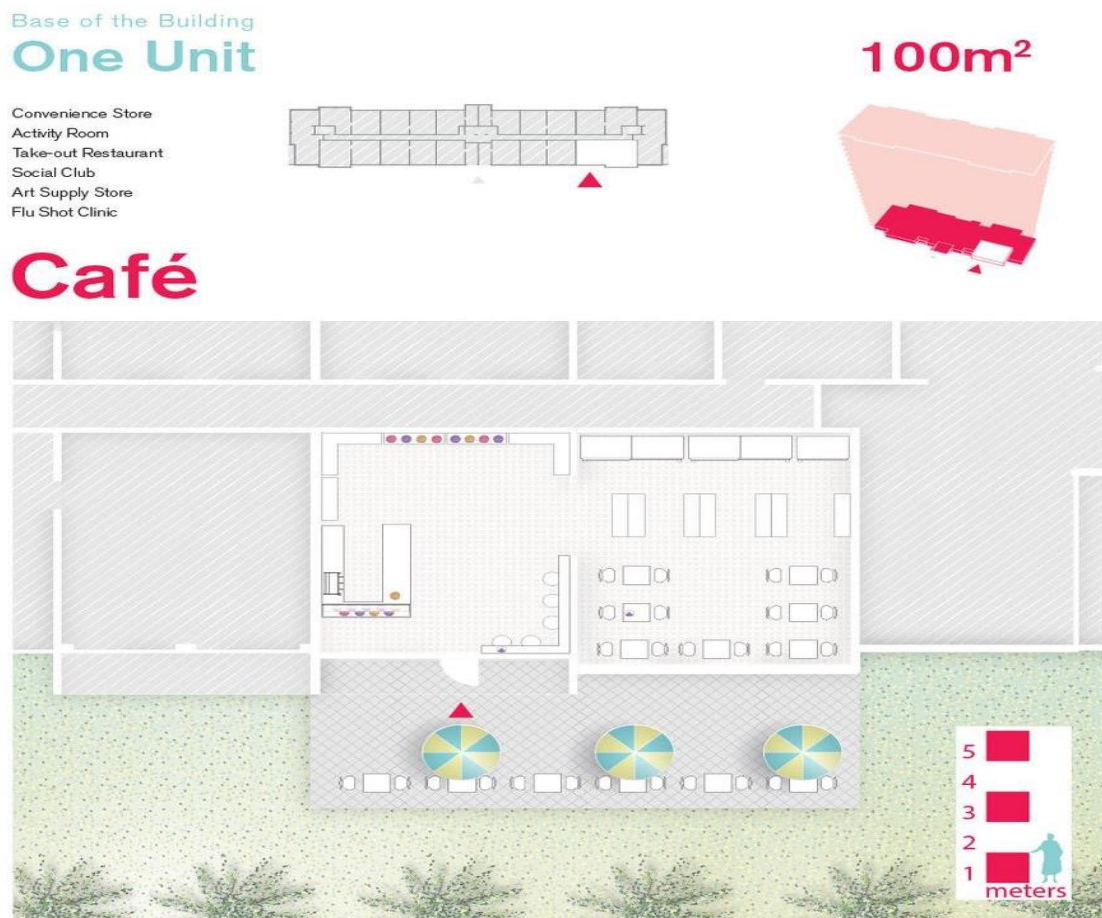 Base of the Building
One Unit
100m²
Convenience Store
Activity Room
Take-out Restaurant
Social Club
Art Supply Store
Flu Shot Clinic
Café
5
4
3
2
1
meters